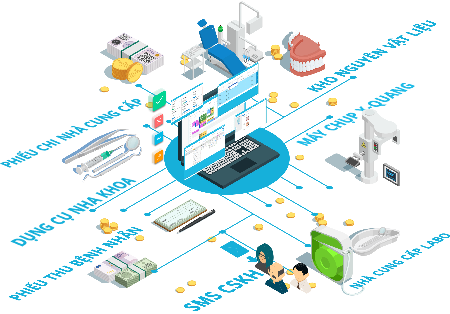 KHO NGUYÊN VẬT LIỆU
PHIẾU CHI NHÀ CUNG CẤP
MÁY CHỤP X-QUANG
DỤNG CỤ NHA KHOA
PHIẾU THU BỆNH NHÂN
SMS CSKH
NHÀ CUNG CẤP LABO